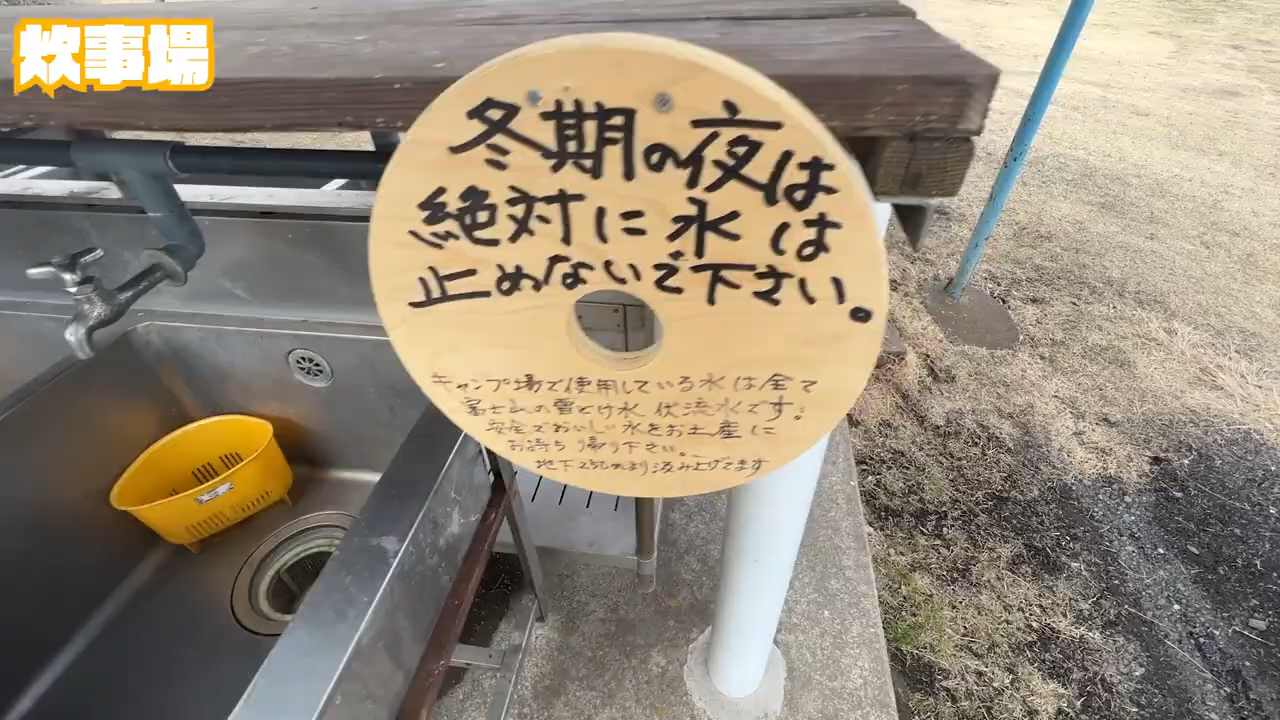 炊事場
冬期の夜は
絶対に水は
止めないで下さい。
キャンプ場で使用している水は全て
富士山の雪どけ水 伏流水です。
安全でおいしい水をお土産に
お持ち帰り下さい。
地下250mより汲み上げてます